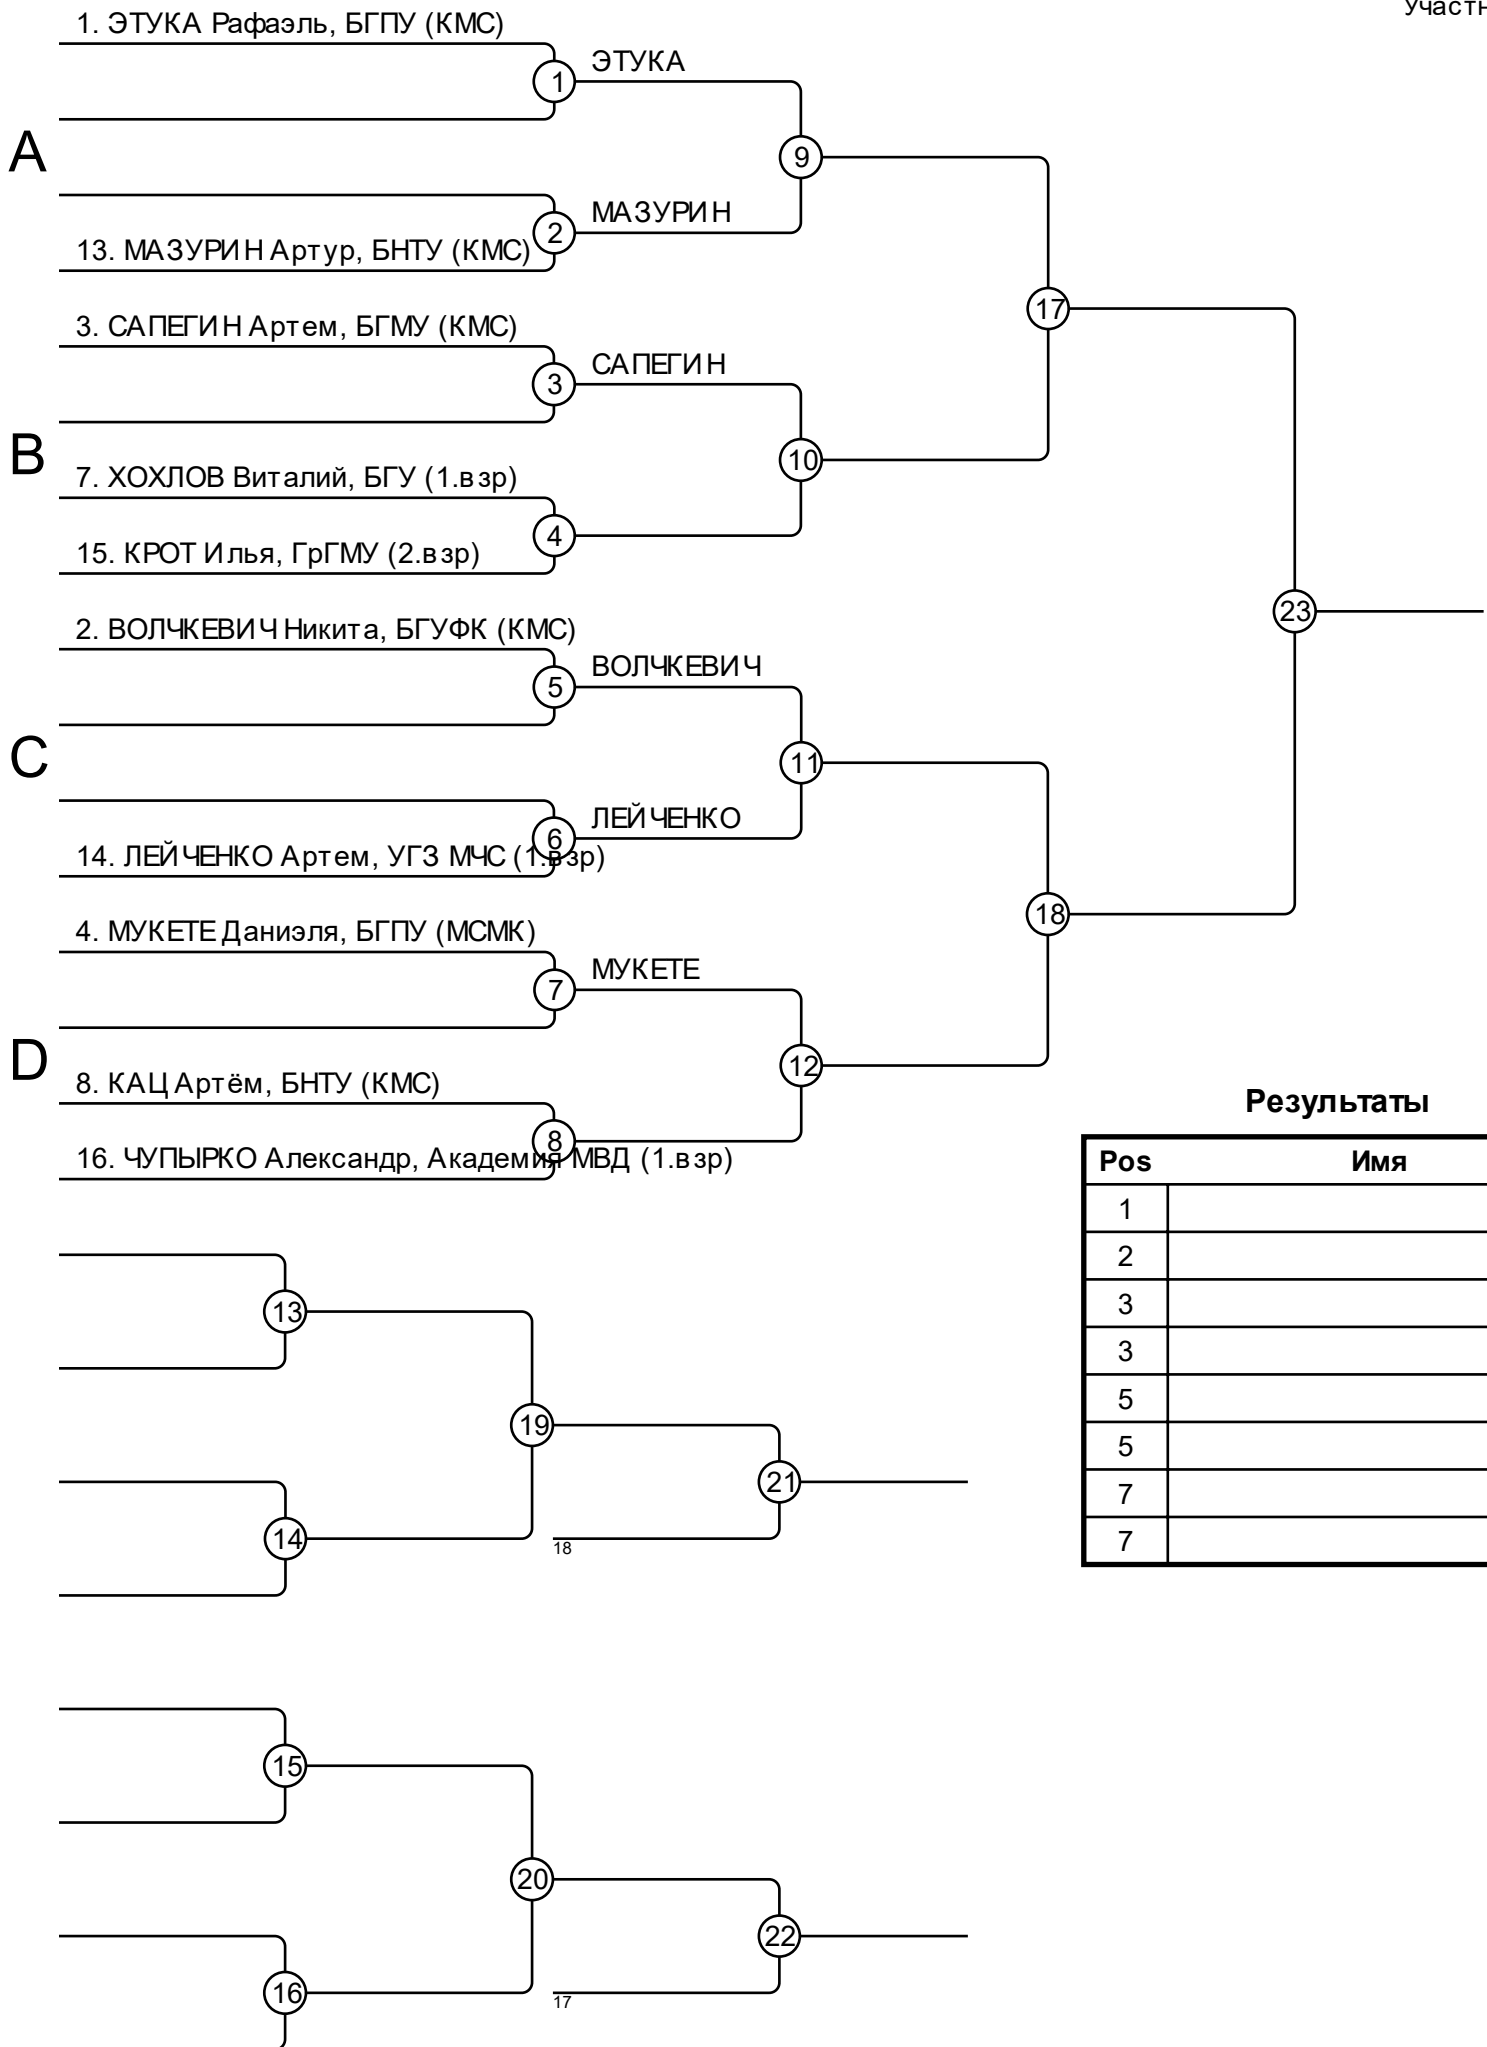 Участн
1. ЭТУКА Рафаэль, БГПУ (КМС)
1
ЭТУКА
A
9
2
МАЗУРИН
13. МАЗУРИН Артур, БНТУ (КМС)
17
3. САПЕГИН Артем, БГМУ (КМС)
3
САПЕГИН
B
10
7. ХОХЛОВ Виталий, БГУ (1.взр)
4
15. КРОТ Илья, ГрГМУ (2.взр)
23
2. ВОЛЧКЕВИЧ Никита, БГУФК (КМС)
5
ВОЛЧКЕВИЧ
C
11
6
ЛЕЙЧЕНКО
14. ЛЕЙЧЕНКО Артем, УГЗ МЧС (1.взр)
18
4. МУКЕТЕ Даниэля, БГПУ (МСМК)
7
МУКЕТЕ
D
12
8. КАЦ Артём, БНТУ (КМС)
8
16. ЧУПЫРКО Александр, Академия МВД (1.взр)
Результаты
Pos Имя
1
2
3
3
5
5
7
7
13
19
21
14
18
15
20
22
16
17